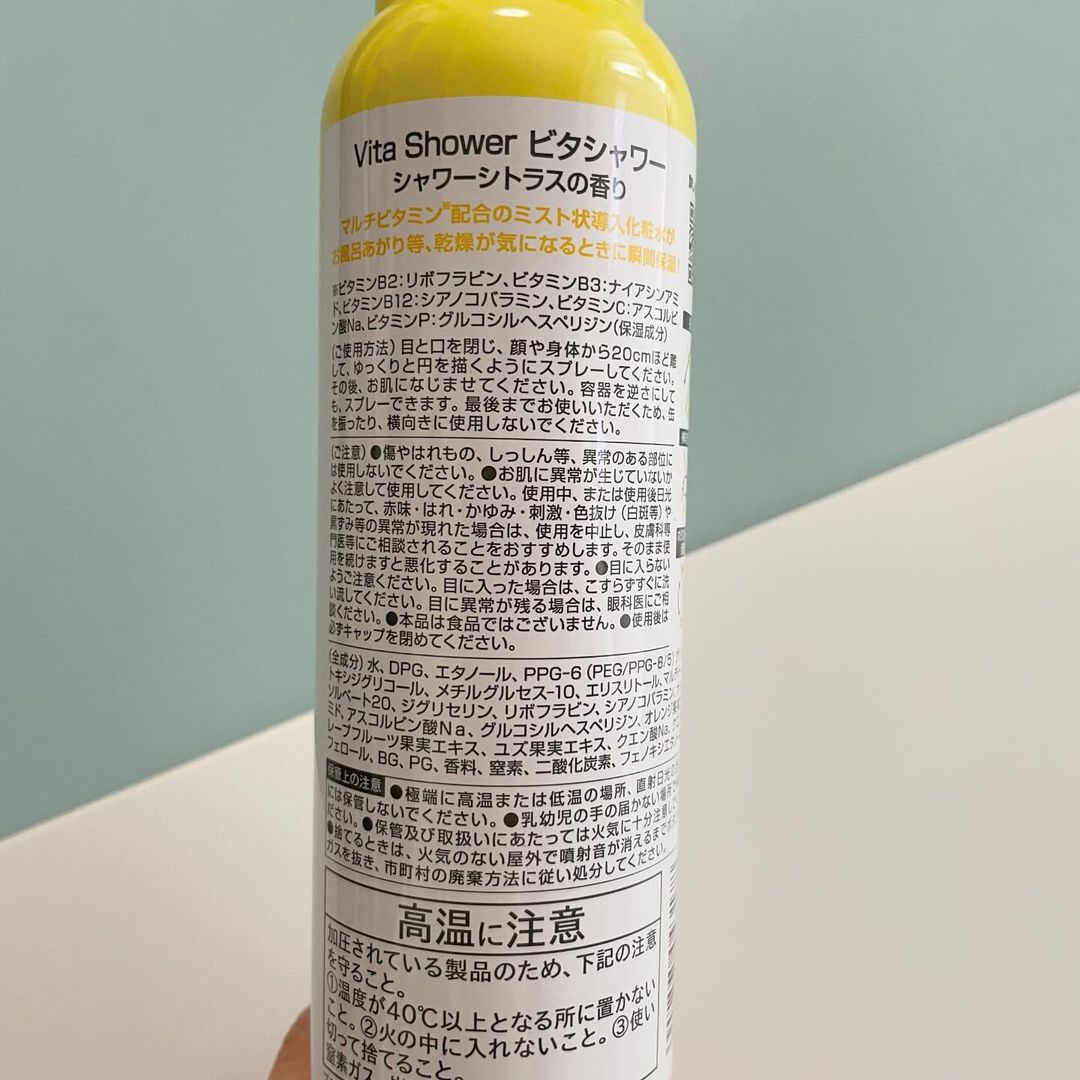 Vita Shower ビタシャワー
シャワーシトラスの香り
マルチビタミン※配合のミスト状導入化粧水が
お風呂あがり等、乾燥が気になるときに瞬間保湿!
※ビタミンB2:リボフラビン、ビタミンB3:ナイアシンアミ
ド、ビタミンB12:シアノコバラミン、ビタミンC:アスコルビ
ン酸Na、ビタミンP:グルコシルヘスペリジン(保湿成分)
(ご使用方法) 目と口を閉じ、顔や身体から20cmほど離
して、ゆっくりと円を描くようにスプレーしてください。
その後、お肌になじませてください。容器を逆さにして
も、スプレーできます。最後までお使いいただくため、缶
を振ったり、横向きに使用しないでください。
(ご注意) ●傷やはれもの、しっしん等、異常のある部位に
は使用しないでください。●お肌に異常が生じていないか
よく注意して使用してください。使用中、または使用後日光
にあたって、赤味・はれ・かゆみ・刺激・色抜け(白斑等)や
黒ずみ等の異常が現れた場合は、使用を中止し、皮膚科専
門医等にご相談されることをおすすめします。そのまま使
用を続けますと悪化することがあります。●目に入らない
ようご注意ください。目に入った場合は、こすらずすぐに洗
い流してください。目に異常が残る場合は、眼科医にご相
談ください。●本品は食品ではございません。●使用後は
必ずキャップを閉めてください。
(全成分) 水、DPG、エタノール、PPG-6 (PEG/PPG-8/5)
トキシジグリコール、メチルグルセス-10、エリスリトール、マル
ソルベート20、ジグリセリン、リボフラビン、シアノコバラミン、
ミド、アスコルビン酸Na、グルコシルヘスペリジン、オレンジ果
レープフルーツ果実エキス、ユズ果実エキス、クエン酸Na、
フェロール、BG、PG、香料、窒素、二酸化炭素、フェノキシエタ
保管上の注意 ●極端に高温または低温の場所、直射日光の
には保管しないでください。●乳幼児の手の届かない場所で
ださい。●保管及び取扱いにあたっては火気に十分注意して
●捨てるときは、火気のない屋外で噴射音が消えるまで
ガスを抜き、市町村の廃棄方法に従い処分してください。
高温に注意
加圧されている製品のため、下記の注意
を守ること。
①温度が40℃以上となる所に置かない
こと。②火の中に入れないこと。③使い
切って捨てること。
窒素ガス